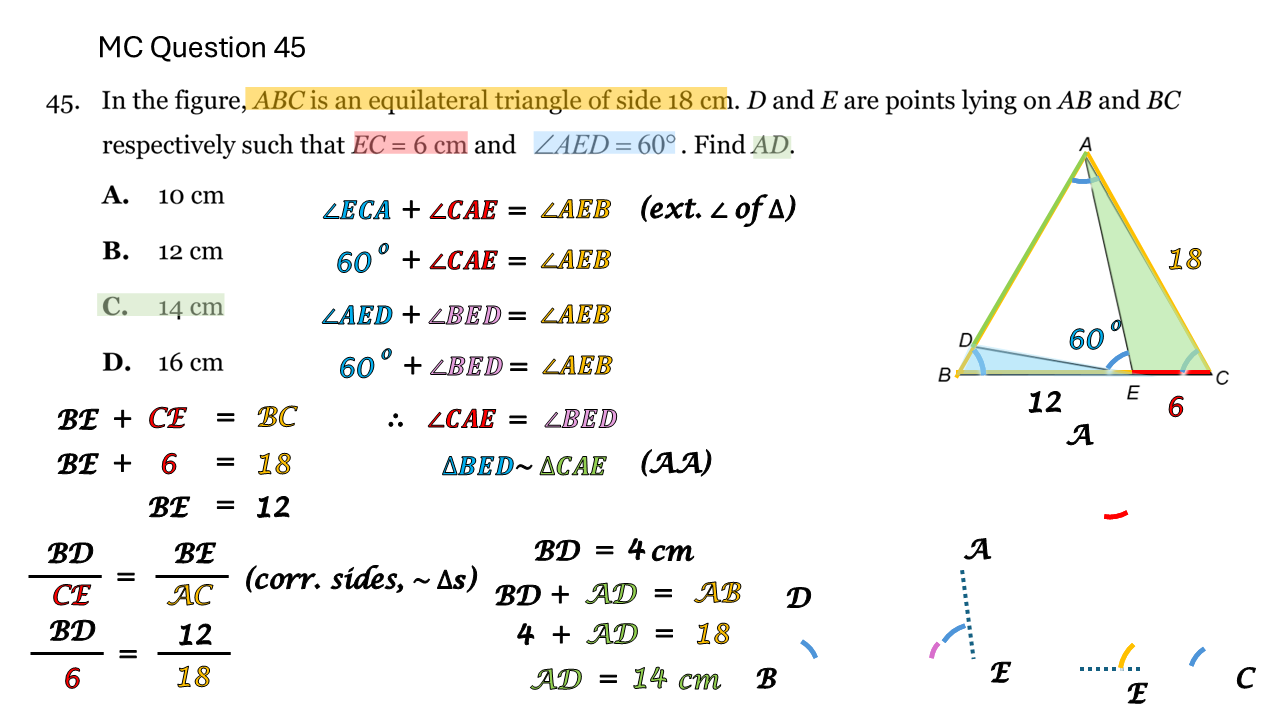 MC Question 45
45. In the figure, ABC is an equilateral triangle of side 18 cm. D and E are points lying on AB and BC
respectively such that EC = 6 cm and ∠AED = 60°. Find AD.
A. 10 cm
B. 12 cm
C. 14 cm
D. 16 cm
∠ECA + ∠CAE = ∠AEB (ext. ∠ of Δ)
60° + ∠CAE = ∠AEB
∠AED + ∠BED = ∠AEB
60° + ∠BED = ∠AEB
∴ ∠CAE = ∠BED
ΔBED~ΔCAE (AA)
BE + CE = BC
BE + 6 = 18
BE = 12
BD/CE = BE/AC (corr. sides, ~ Δs)
BD/6 = 12/18
BD = 4 cm
BD + AD = AB
4 + AD = 18
AD = 14 cm
A
18
60°
D
B
E
C
12
6
A
A
D
B
E
E
C